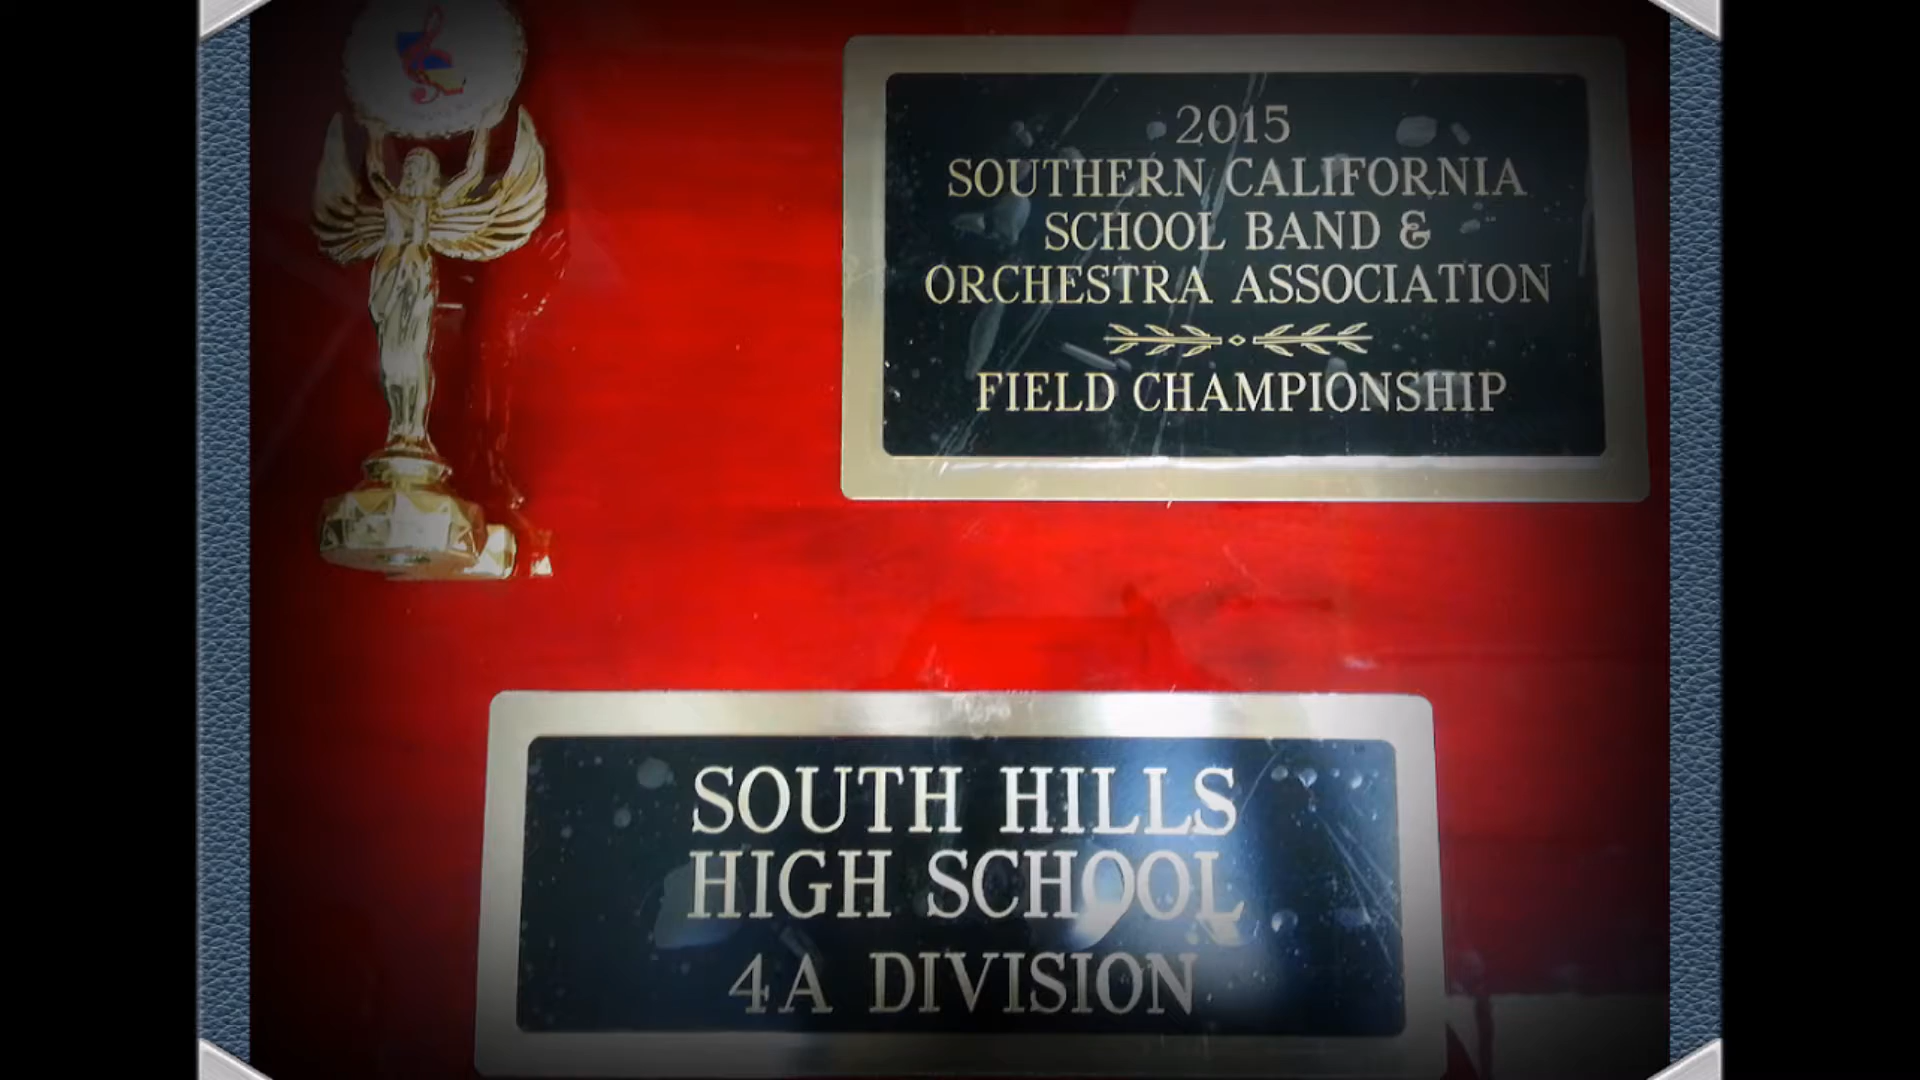 2015
SOUTHERN CALIFORNIA
SCHOOL BAND &
ORCHESTRA ASSOCIATION
FIELD CHAMPIONSHIP
SOUTH HILLS
HIGH SCHOOL
4A DIVISION